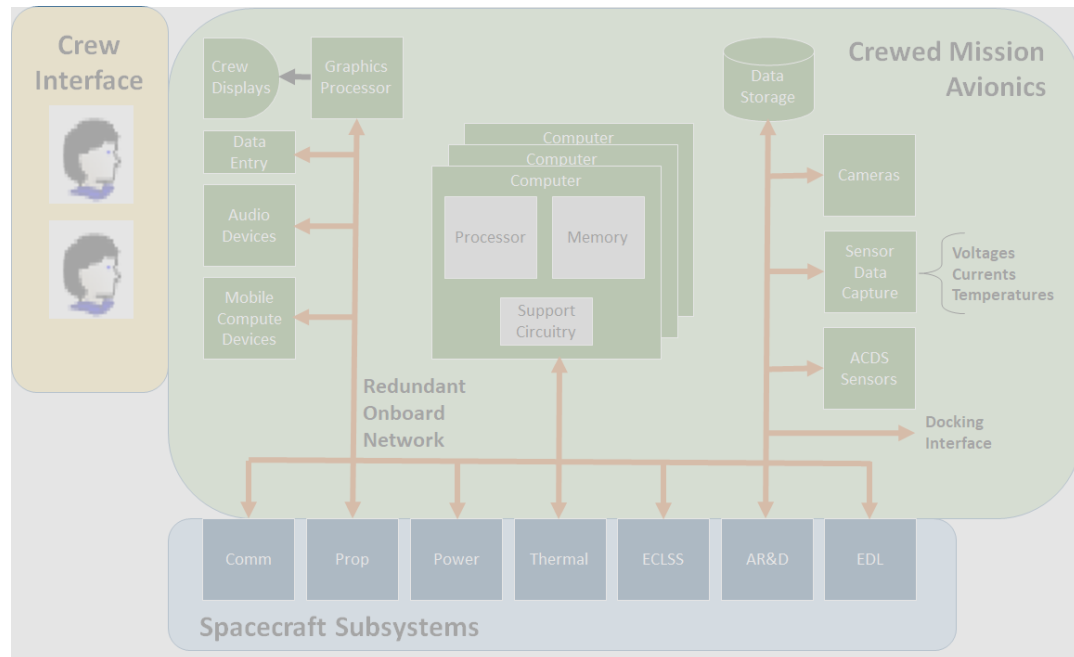 Crew
Interface
Crewed Mission
Avionics
Crew
Displays
Graphics
Processor
Data
Storage
Data
Entry
Computer
Computer
Computer
Cameras
Audio
Devices
Processor
Memory
Sensor
Data
Capture
Voltages
Currents
Temperatures
Mobile
Compute
Devices
Support
Circuitry
ACDS
Sensors
Redundant
Onboard
Network
Docking
Interface
Comm
Prop
Power
Thermal
ECLSS
AR&D
EDL
Spacecraft Subsystems